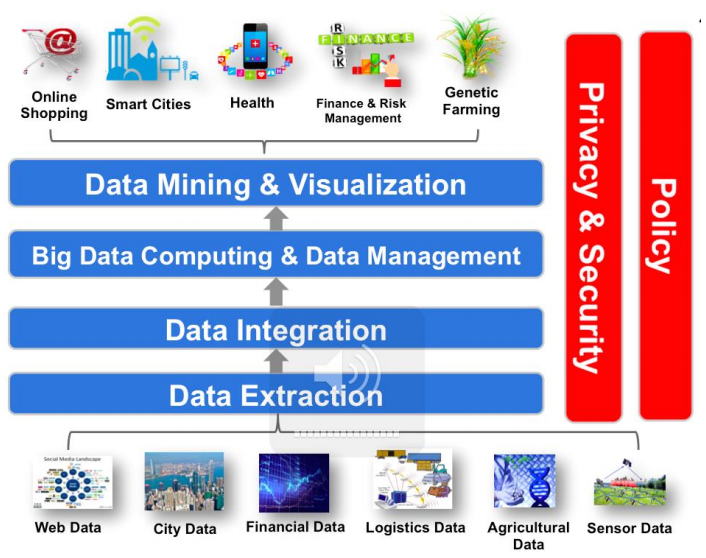 RISK
FINANCE
Online
Shopping
Smart Cities
Health
Finance & Risk
Management
Genetic
Farming
Data Mining & Visualization
Big Data Computing & Data Management
Data Integration
Data Extraction
Privacy & Security
Policy
Social Media Landscape
Web Data
City Data
Financial Data
Logistics Data
Agricultural
Data
Sensor Data